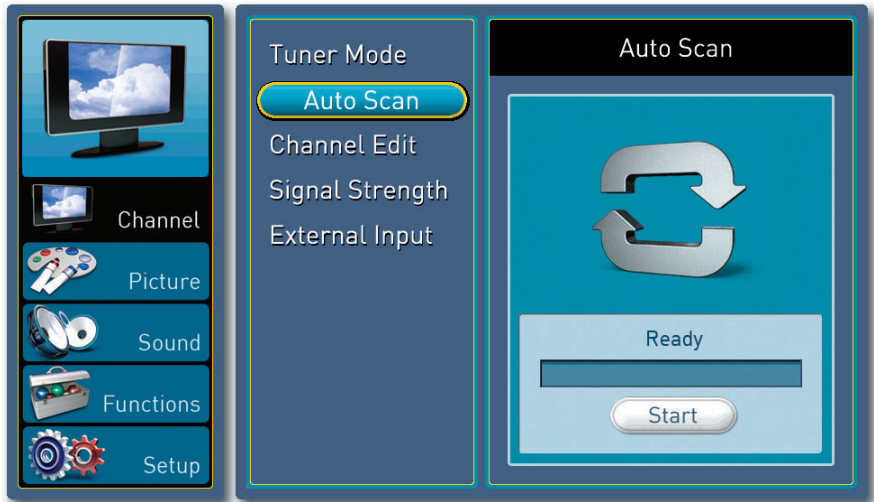 Channel
Picture
Sound
Functions
Setup
Tuner Mode
Auto Scan
Channel Edit
Signal Strength
External Input
Auto Scan
Ready
Start